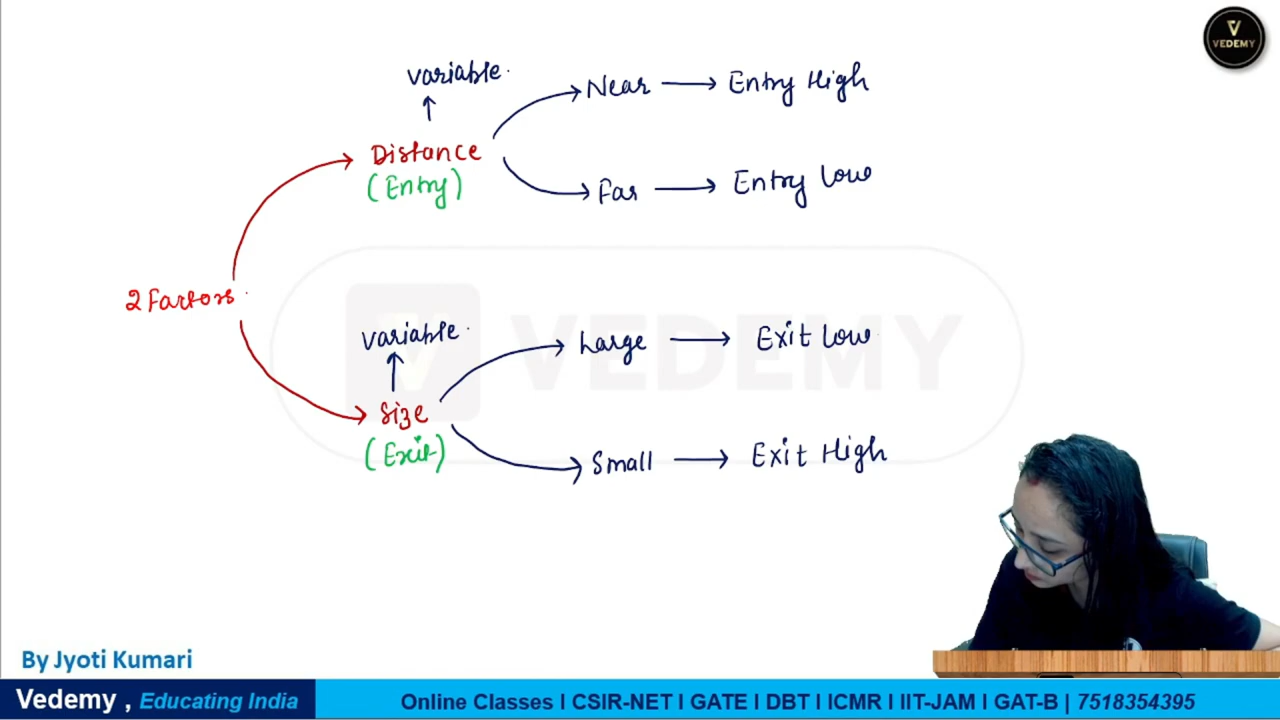 VEDEMY
variable.
Near → Entry High
Distance
(Entry)
Far → Entry Low
2 Factors
VEDEMY
variable.
Large → Exit Low
Size
(Exit)
Small → Exit High
By Jyoti Kumari
Vedemy , Educating India
Online Classes I CSIR-NET I GATE I DBT I ICMR I IIT-JAM I GAT-B | 7518354395